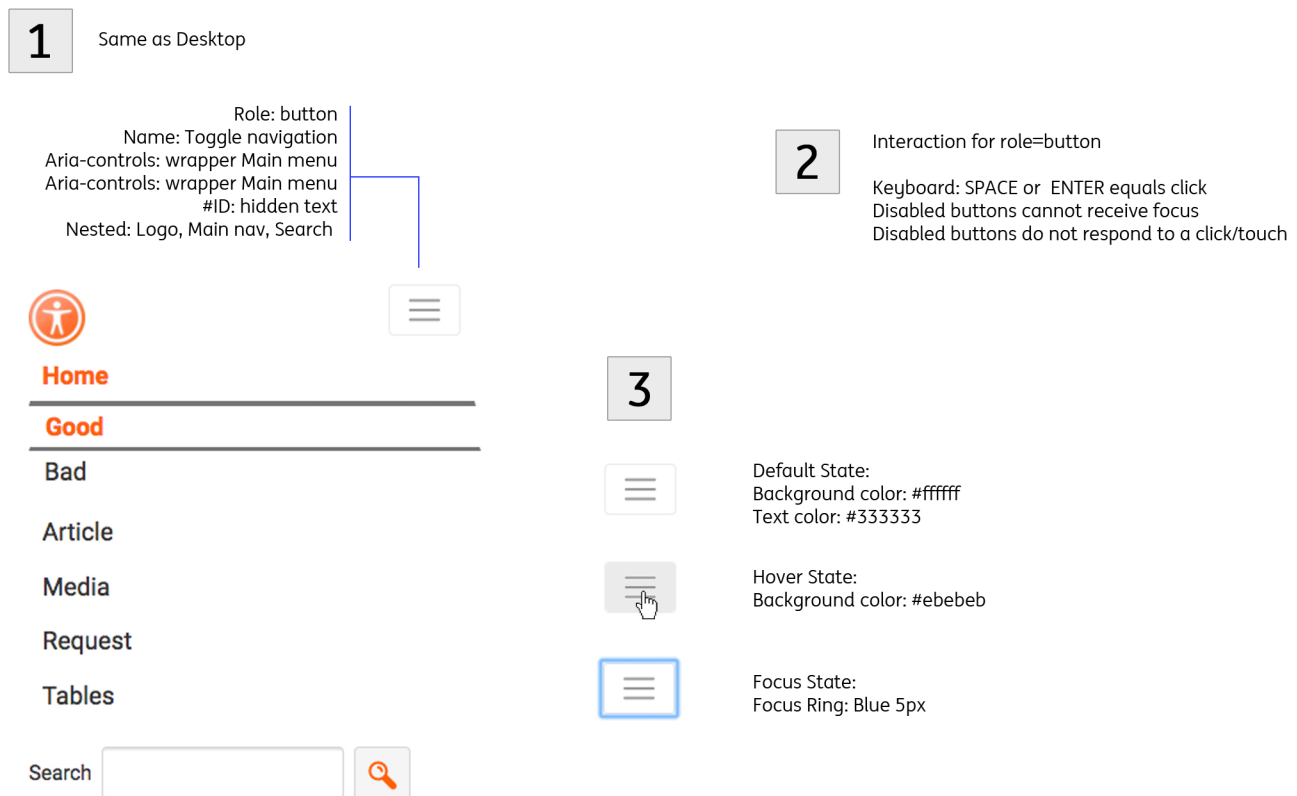 1
Same as Desktop
Role: button
Name: Toggle navigation
Aria-controls: wrapper Main menu
Aria-controls: wrapper Main menu
#ID: hidden text
Nested: Logo, Main nav, Search
2
Interaction for role=button
Keyboard: SPACE or  ENTER equals click
Disabled buttons cannot receive focus
Disabled buttons do not respond to a click/touch
Home
Good
Bad
Article
Media
Request
Tables
Search
3
Default State:
Background color: #ffffff
Text color: #333333
Hover State:
Background color: #ebebeb
Focus State:
Focus Ring: Blue 5px